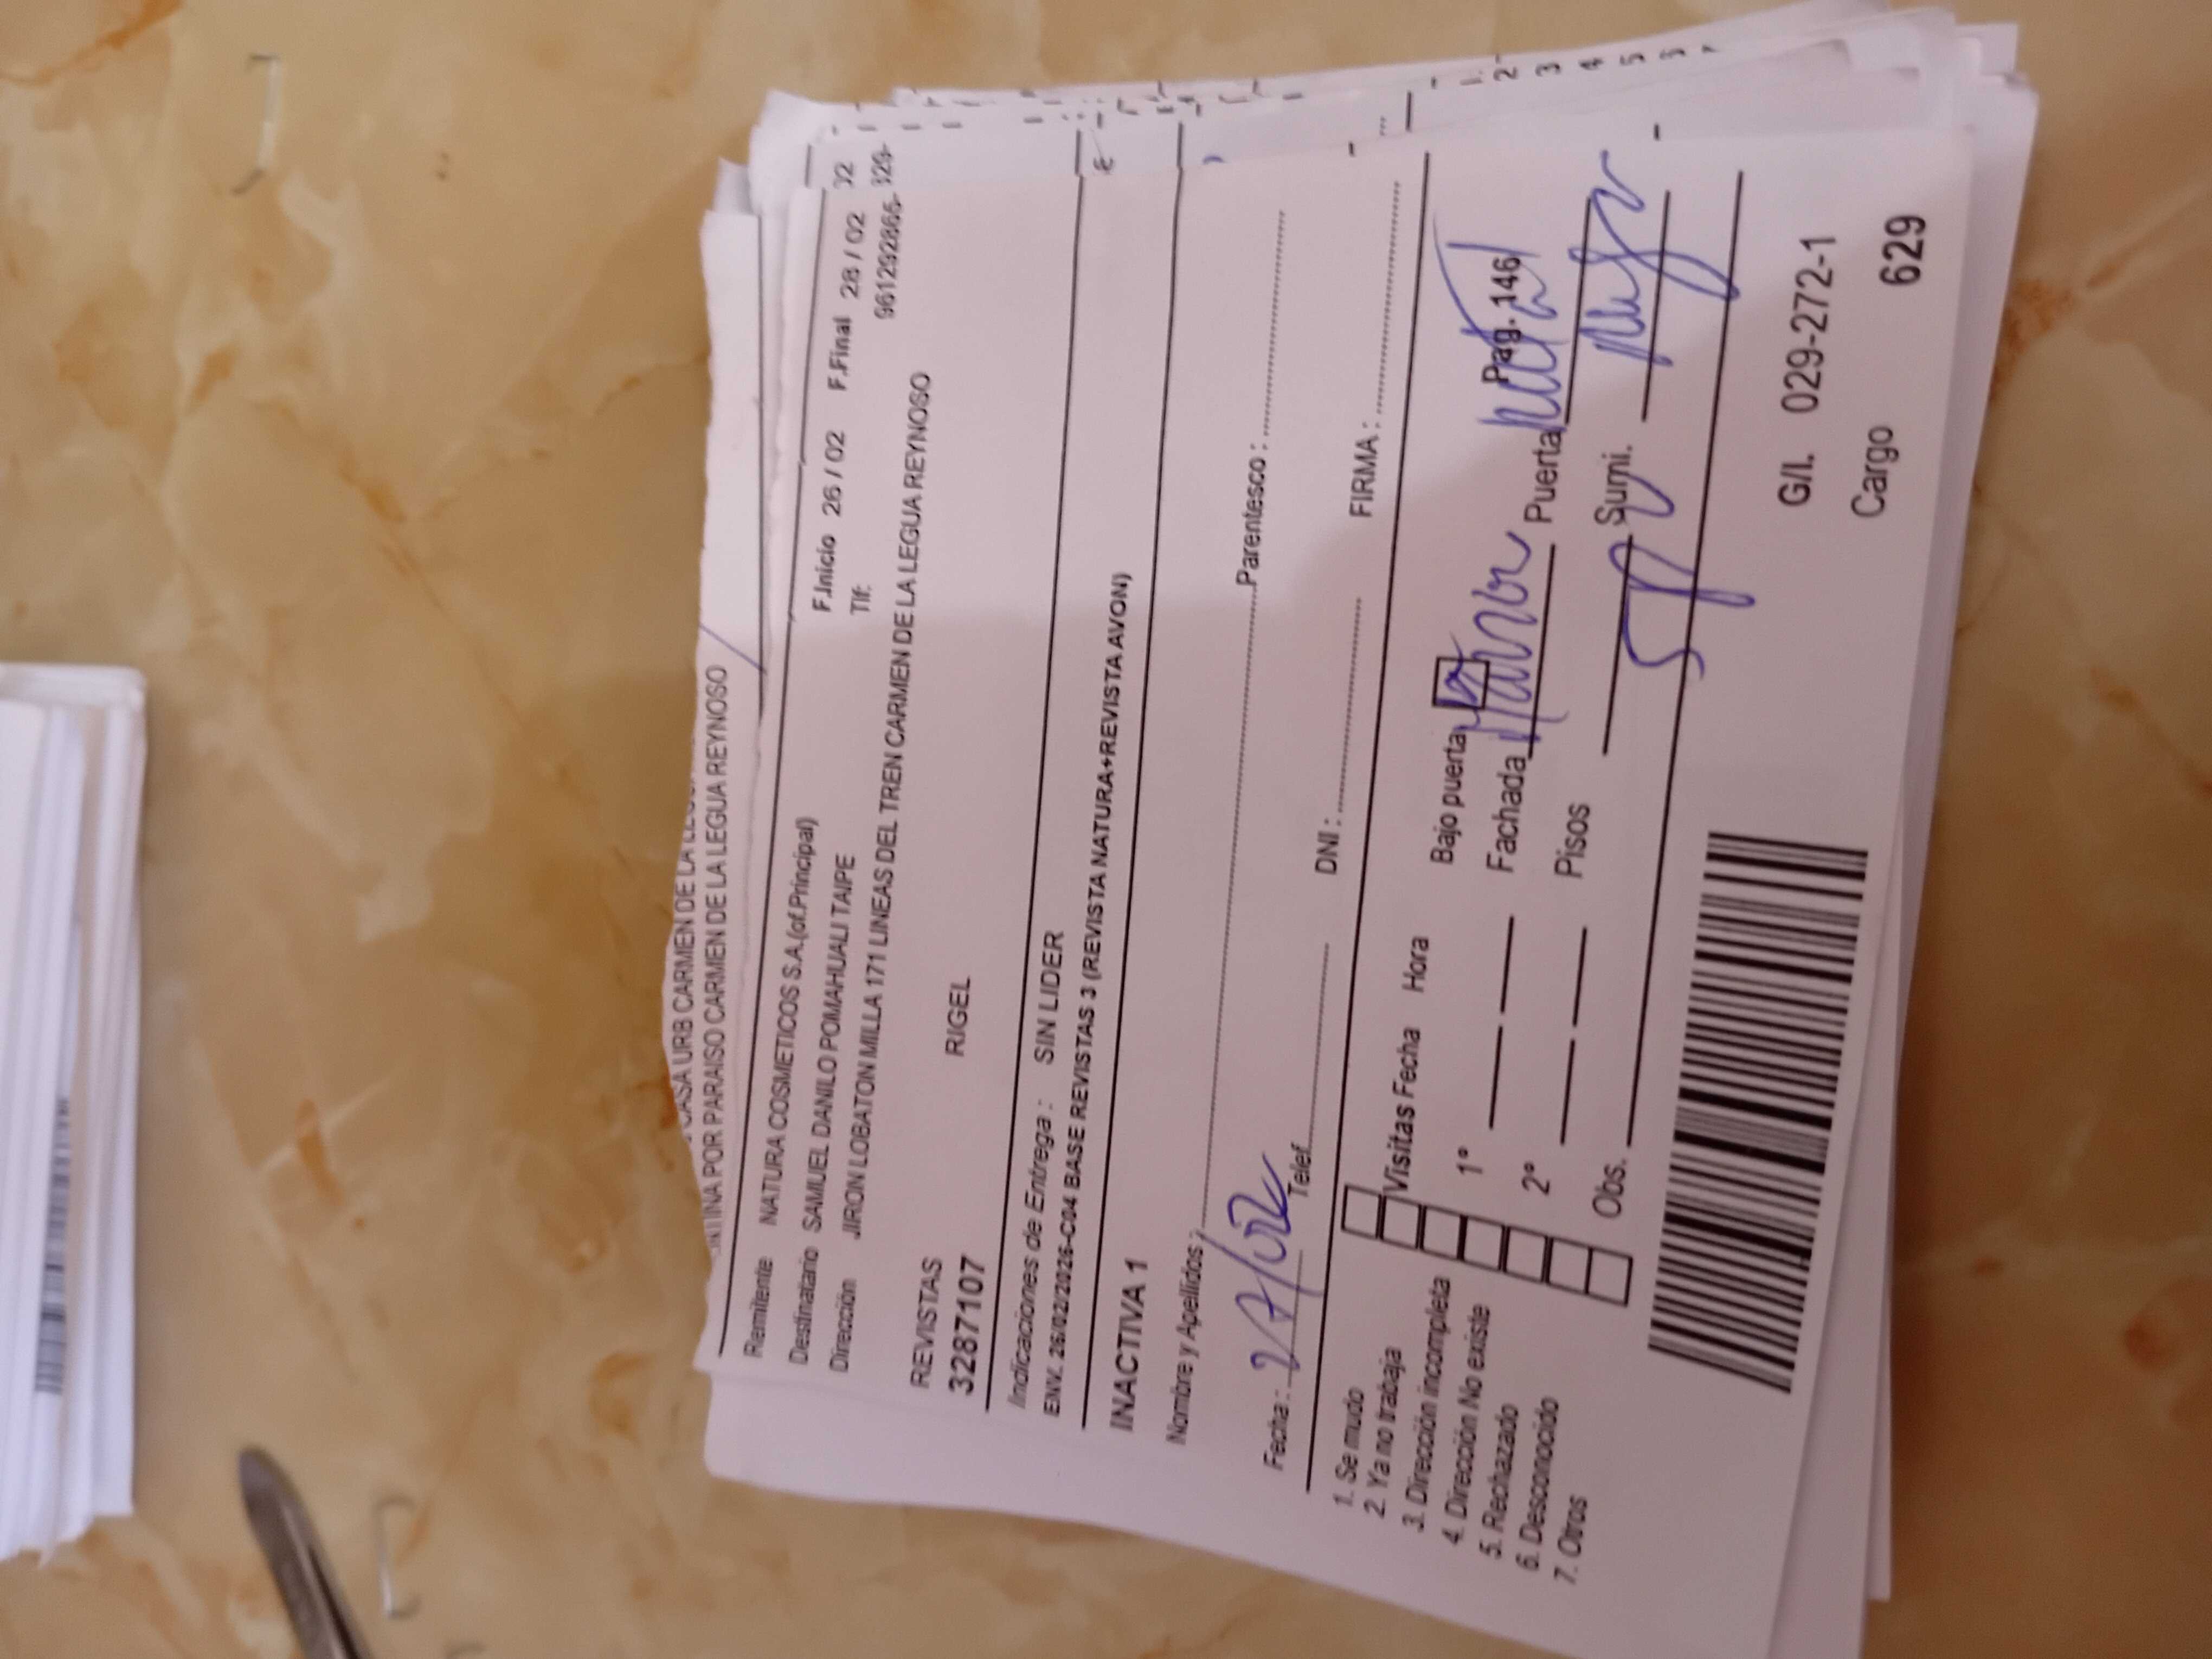 CASA URB CARMEN DE LA
POR PARAISO CARMEN DE LA LEGUA REYNOSO
Remitente NATURA COSMETICOS S.A.(of.Principal)
Destinatario SAMUEL DANILO POMAHUALI TAIPE F.Inicio 26 / 02 F.Final 28 / 02
Dirección JIRON LOBATON MILLA 171 LINEAS DEL TREN CARMEN DE LA LEGUA REYNOSO Tlf: 961292865-
REVISTAS
3287107 RIGEL
Indicaciones de Entrega : SIN LIDER
ENV. 26/02/2026-C04 BASE REVISTAS 3 (REVISTA NATURA+REVISTA AVON)
INACTIVA 1
Nombre y Apellidos : Parentesco :
Fecha : Telef. DNI : FIRMA :
1. Se mudo
2. Ya no trabaja
3. Dirección incompleta
4. Dirección No existe
5. Rechazado
6. Desconocido
7. Otros
Visitas Fecha Hora
1°
2°
Obs.
Bajo puerta Pag. 146
Fachada Puerta
Pisos Sumi.
G/I. 029-272-1
Cargo 629